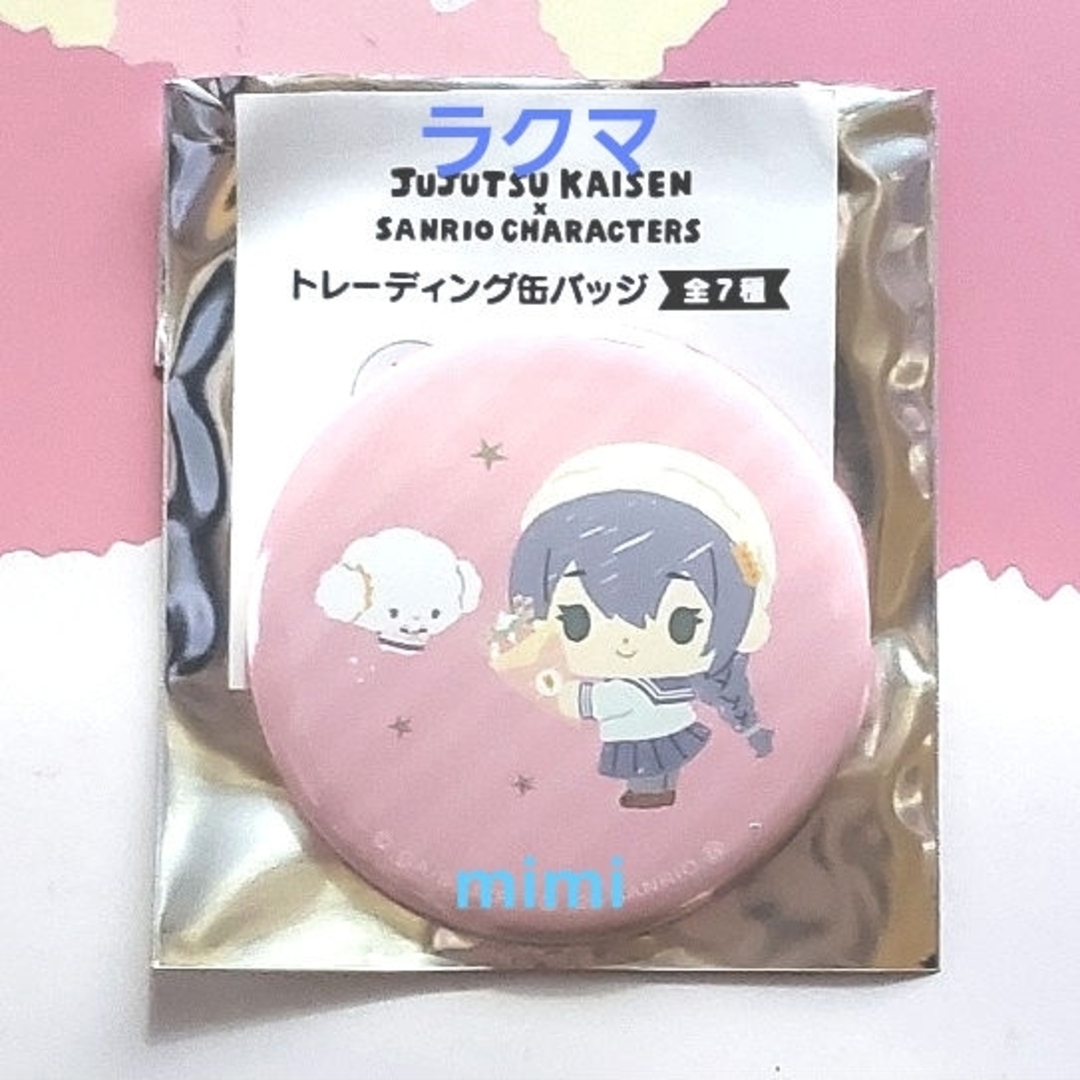 ラクマ
JUJUTSU KAISEN
×
SANRIO CHARACTERS
トレーディング缶バッジ 全7種
mimi
SANRIO